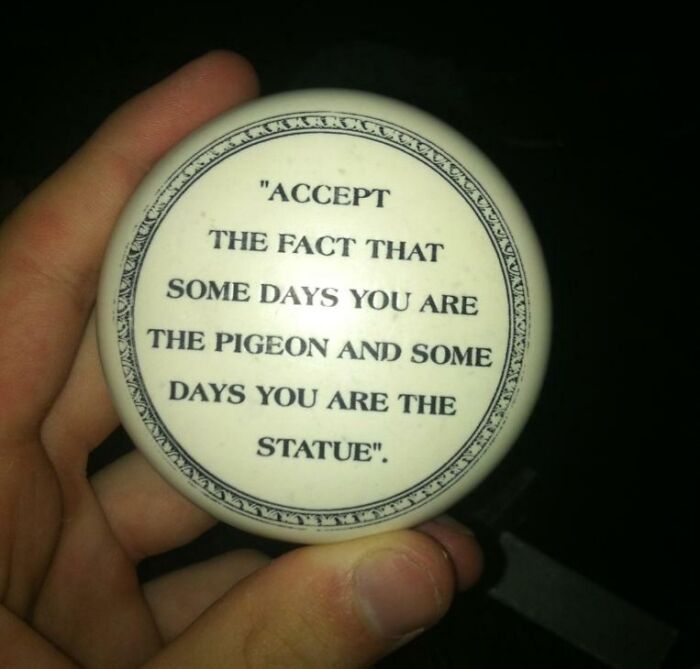 "ACCEPT
THE FACT THAT
SOME DAYS YOU ARE
THE PIGEON AND SOME
DAYS YOU ARE THE
STATUE".